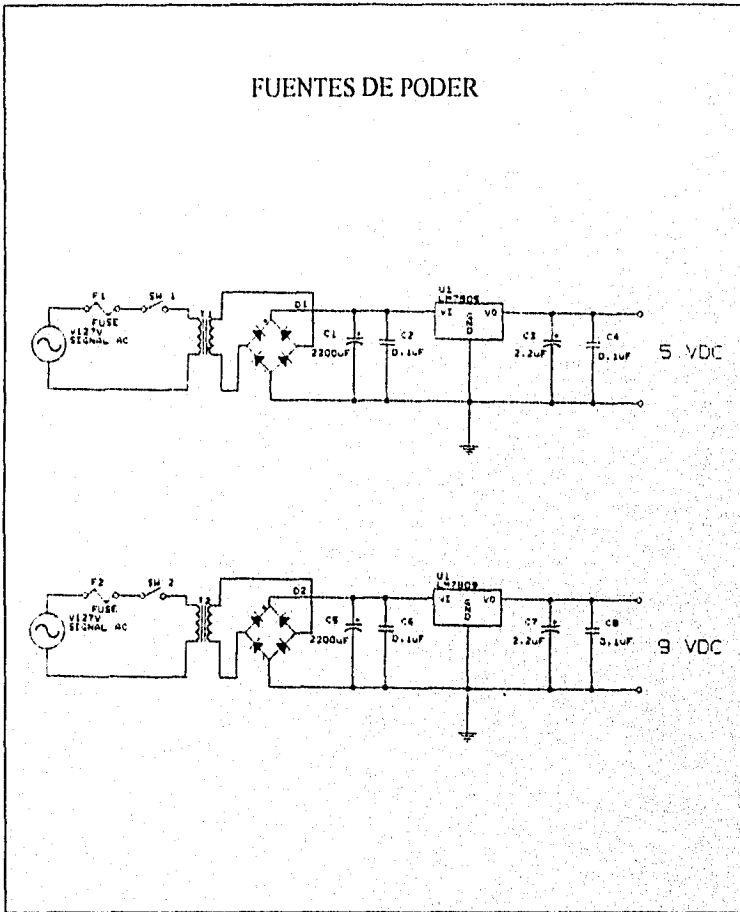 FUENTES DE PODER
F1
FUSE
SW 1
V127V
SIGNAL AC
T1
D1
C1
2200uF
C2
0.1uF
U1
LM7805
VI
GND
VO
C3
2.2uF
C4
0.1uF
5 VDC
F2
FUSE
SW 2
V127V
SIGNAL AC
T2
D2
C5
2200uF
C6
0.1uF
U1
LM7809
VI
GND
VO
C7
2.2uF
C8
0.1uF
9 VDC